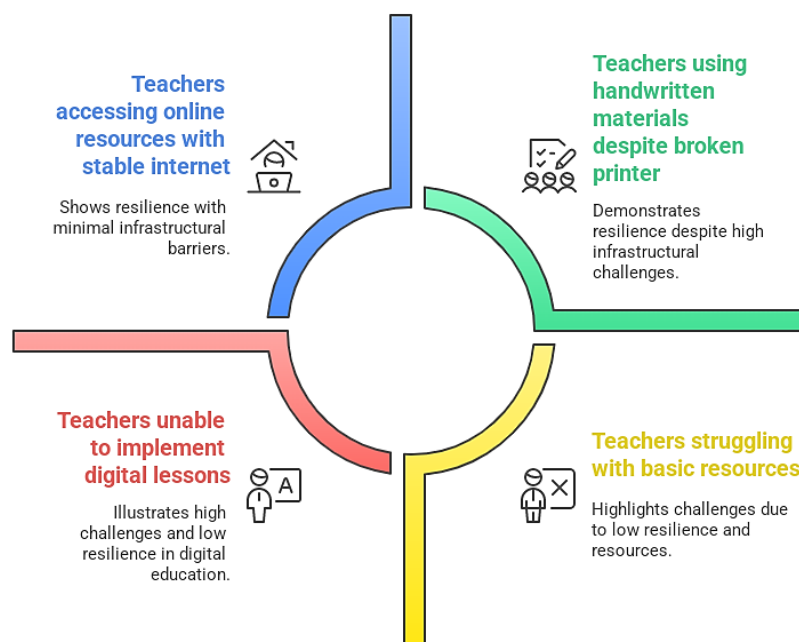 Teachers
accessing online
resources with
stable internet
Shows resilience with
minimal infrastructural
barriers.
Teachers using
handwritten
materials
despite broken
printer
Demonstrates
resilience despite high
infrastructural
challenges.
Teachers unable
to implement
digital lessons
A
Illustrates high
challenges and low
resilience in digital
education.
Teachers struggling
with basic resources
Highlights challenges due
to low resilience and
resources.